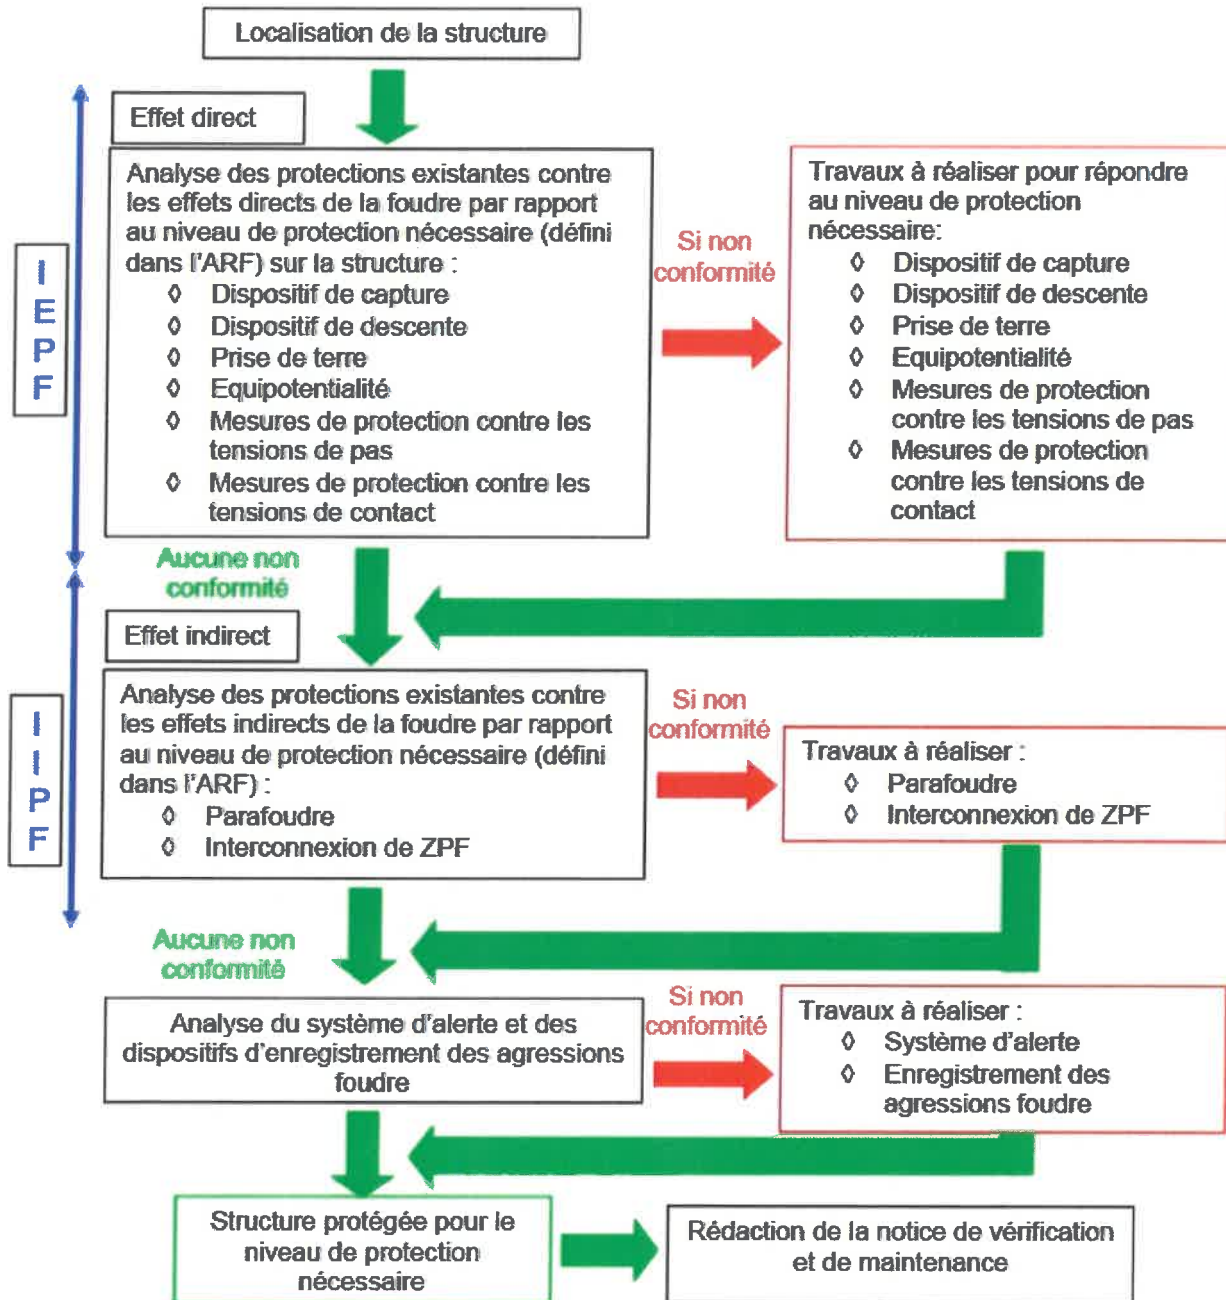 Localisation de la structure
I
E
P
F
Effet direct
Analyse des protections existantes contre
les effets directs de la foudre par rapport
au niveau de protection nécessaire (défini
dans l'ARF) sur la structure :
◊ Dispositif de capture
◊ Dispositif de descente
◊ Prise de terre
◊ Equipotentialité
◊ Mesures de protection contre les
tensions de pas
◊ Mesures de protection contre les
tensions de contact
Si non
conformité
Travaux à réaliser pour répondre
au niveau de protection
nécessaire:
◊ Dispositif de capture
◊ Dispositif de descente
◊ Prise de terre
◊ Equipotentialité
◊ Mesures de protection
contre les tensions de pas
◊ Mesures de protection
contre les tensions de
contact
Aucune non
conformité
I
I
P
F
Effet indirect
Analyse des protections existantes contre
les effets indirects de la foudre par rapport
au niveau de protection nécessaire (défini
dans l'ARF) :
◊ Parafoudre
◊ Interconnexion de ZPF
Si non
conformité
Travaux à réaliser :
◊ Parafoudre
◊ Interconnexion de ZPF
Aucune non
conformité
Analyse du système d'alerte et des
dispositifs d'enregistrement des agressions
foudre
Si non
conformité
Travaux à réaliser :
◊ Système d'alerte
◊ Enregistrement des
agressions foudre
Structure protégée pour le
niveau de protection
nécessaire
Rédaction de la notice de vérification
et de maintenance